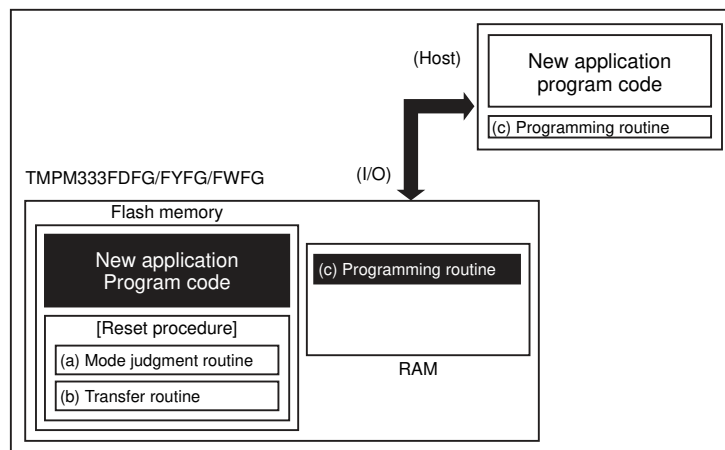 (Host)
New application
program code
(c) Programming routine
(I/O)
TMPM333FDFG/FYFG/FWFG
Flash memory
New application
Program code
[Reset procedure]
(a) Mode judgment routine
(b) Transfer routine
(c) Programming routine
RAM